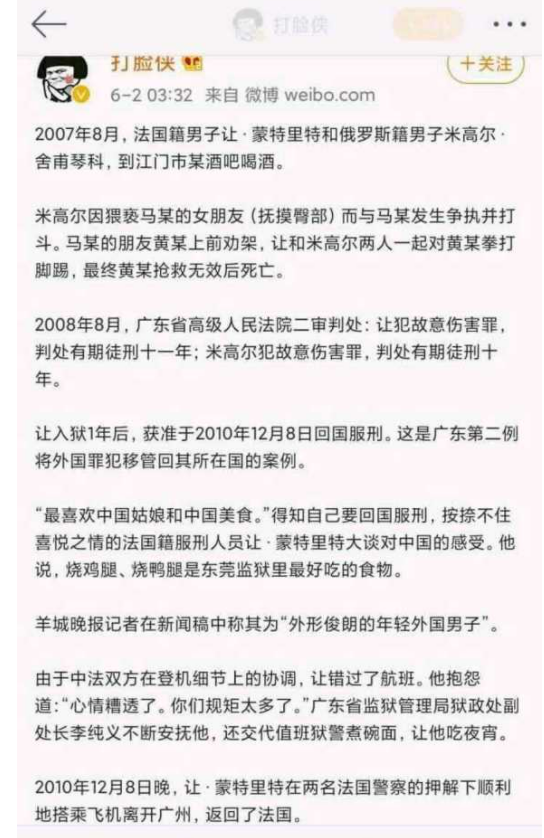 打脸侠
打脸侠
十关注
6-2 03:32 来自 微博 weibo.com
2007年8月，法国籍男子让·蒙特里特和俄罗斯籍男子米高尔·
舍甫琴科，到江门市某酒吧喝酒。
米高尔因猥亵马某的女朋友（抚摸臀部）而与马某发生争执并打
斗。马某的朋友黄某上前劝架，让和米高尔两人一起对黄某拳打
脚踢，最终黄某抢救无效后死亡。
2008年8月，广东省高级人民法院二审判处：让犯故意伤害罪，
判处有期徒刑十一年；米高尔犯故意伤害罪，判处有期徒刑十
年。
让入狱1年后，获准于2010年12月8日回国服刑。这是广东第二例
将外国罪犯移管回其所在国的案例。
“最喜欢中国姑娘和中国美食。”得知自己要回国服刑，按捺不住
喜悦之情的法国籍服刑人员让·蒙特里特大谈对中国的感受。他
说，烧鸡腿、烧鸭腿是东莞监狱里最好吃的食物。
羊城晚报记者在新闻稿中称其为“外形俊朗的年轻外国男子”。
由于中法双方在登机细节上的协调，让错过了航班。他抱怨
道：“心情糟透了。你们规矩太多了。”广东省监狱管理局狱政处副
处长李纯义不断安抚他，还交代值班狱警煮碗面，让他吃夜宵。
2010年12月8日晚，让·蒙特里特在两名法国警察的押解下顺利
地搭乘飞机离开广州，返回了法国。